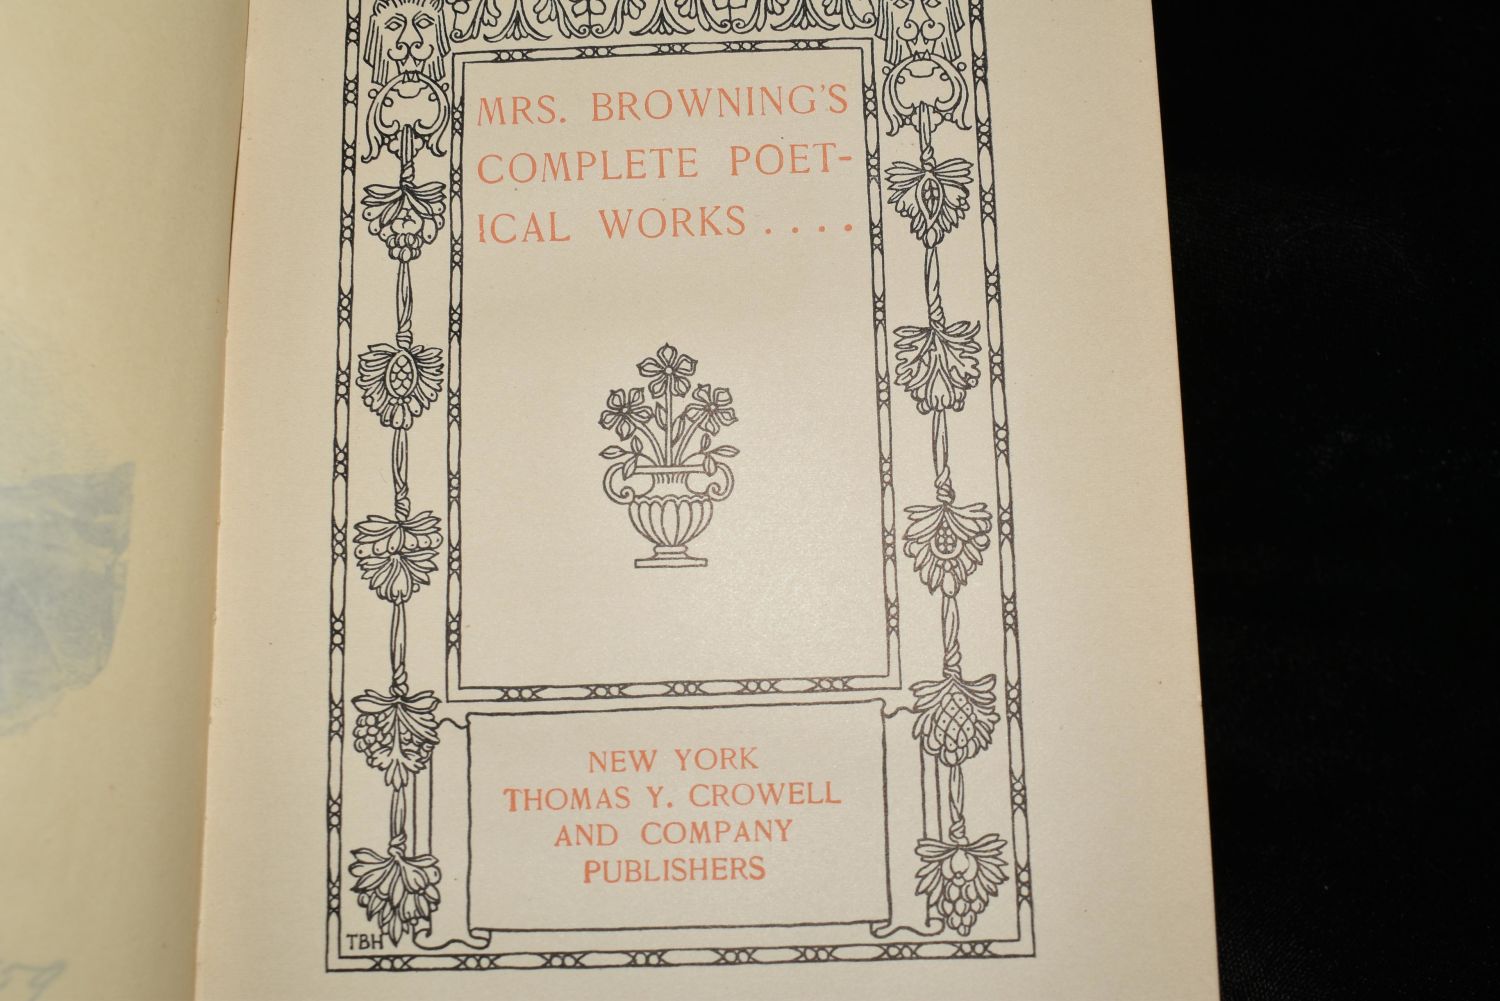 MRS. BROWNING'S
COMPLETE POET-
ICAL WORKS....
NEW YORK
THOMAS Y. CROWELL
AND COMPANY
PUBLISHERS
TBH